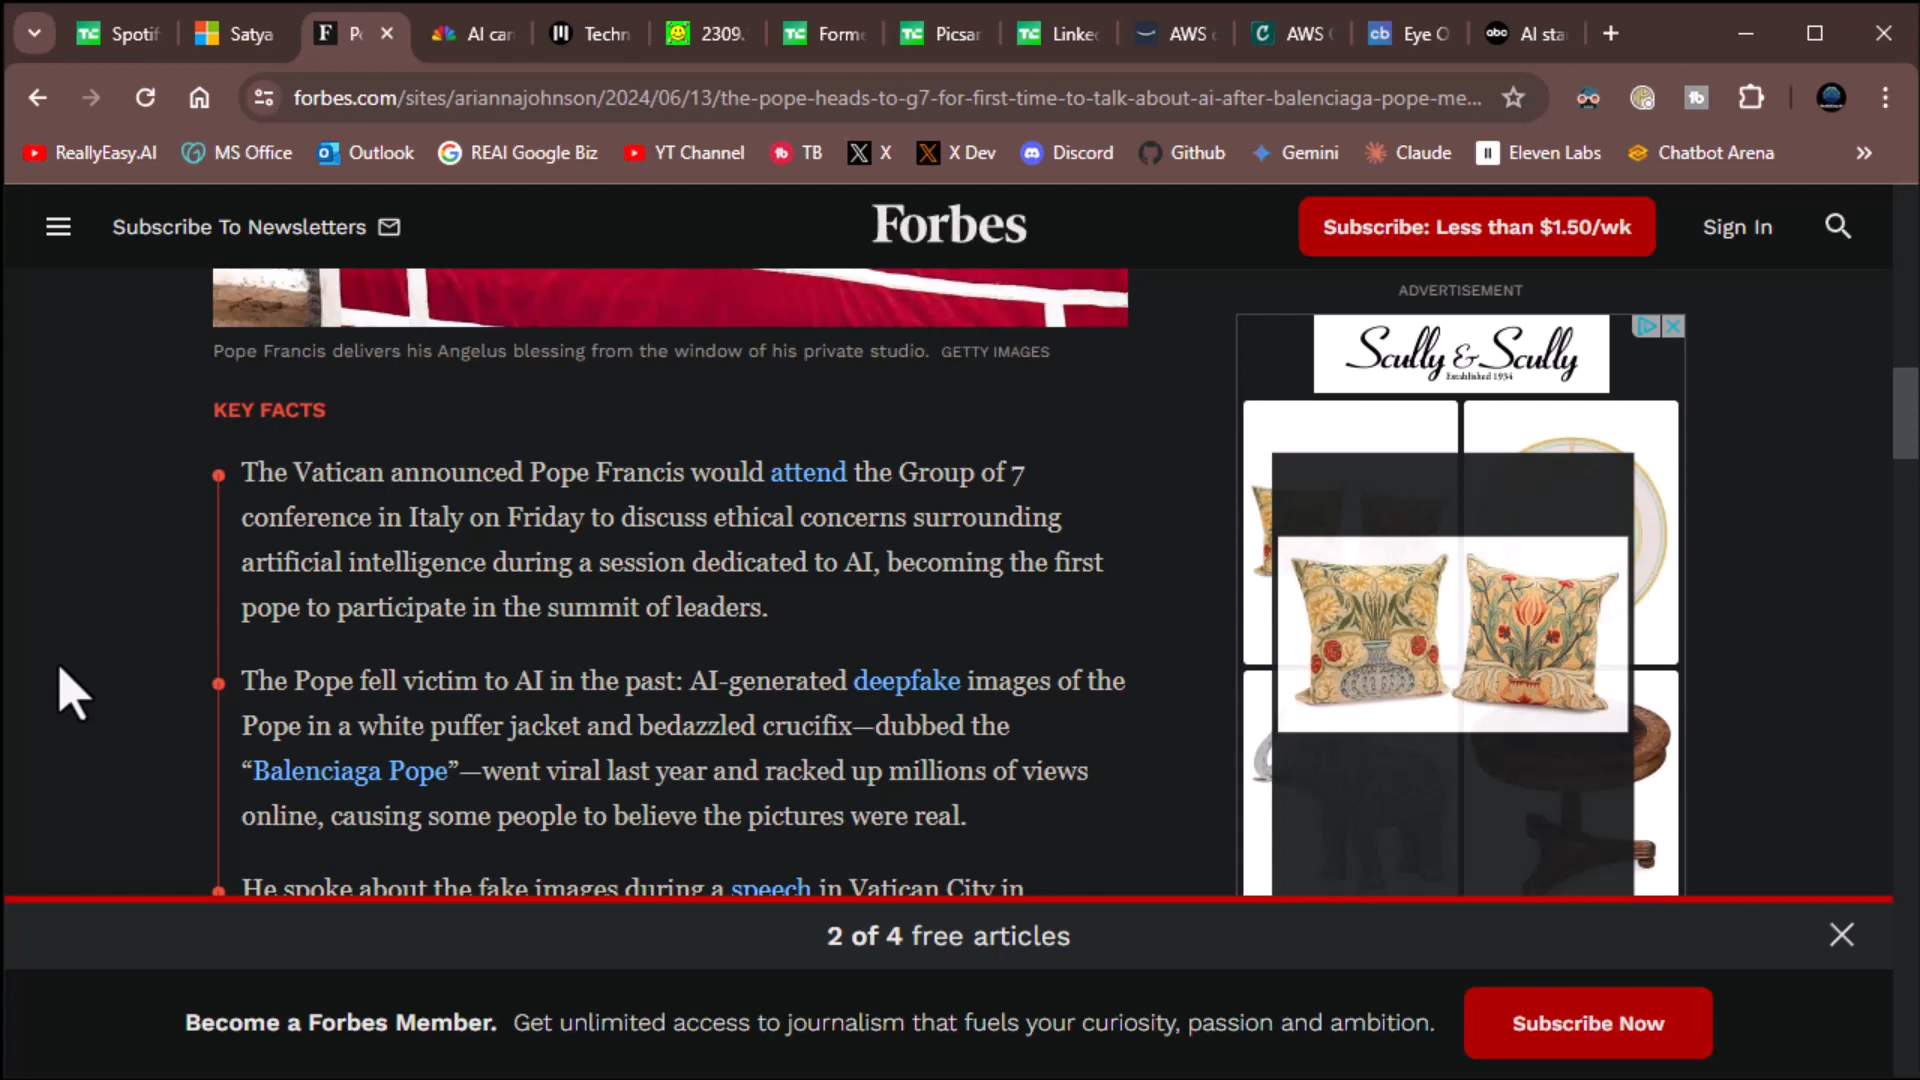 Spotif
Satya
F
P
AI car
Techn
2309.
Forme
Picsar
Linke
AWS
AWS
Eye O
AI sta
forbes.com/sites/ariannajohnson/2024/06/13/the-pope-heads-to-g7-for-first-time-to-talk-about-ai-after-balenciaga-pope-me...
ReallyEasy.AI
MS Office
Outlook
REAI Google Biz
YT Channel
TB
X
X Dev
Discord
Github
Gemini
Claude
Eleven Labs
Chatbot Arena
Subscribe To Newsletters
Forbes
Subscribe: Less than $1.50/wk
Sign In
Pope Francis delivers his Angelus blessing from the window of his private studio. GETTY IMAGES
KEY FACTS
The Vatican announced Pope Francis would attend the Group of 7
conference in Italy on Friday to discuss ethical concerns surrounding
artificial intelligence during a session dedicated to AI, becoming the first
pope to participate in the summit of leaders.
The Pope fell victim to AI in the past: AI-generated deepfake images of the
Pope in a white puffer jacket and bedazzled crucifix—dubbed the
“Balenciaga Pope”—went viral last year and racked up millions of views
online, causing some people to believe the pictures were real.
He spoke about the fake images during a speech in Vatican City in
ADVERTISEMENT
Scully & Scully
Established 1934
2 of 4 free articles
Become a Forbes Member. Get unlimited access to journalism that fuels your curiosity, passion and ambition.
Subscribe Now